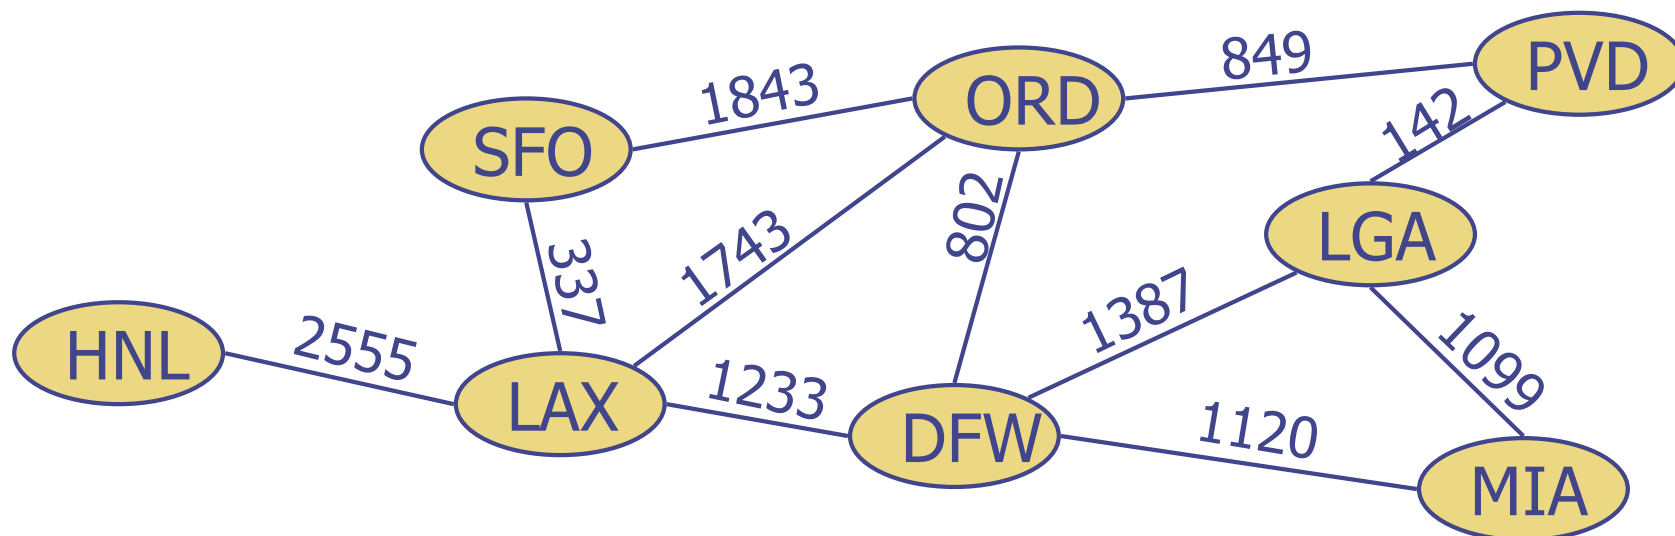 849
PVD
1843
ORD
142
SFO
802
LGA
1743
337
1387
HNL
2555
1099
LAX
1233
DFW
1120
MIA